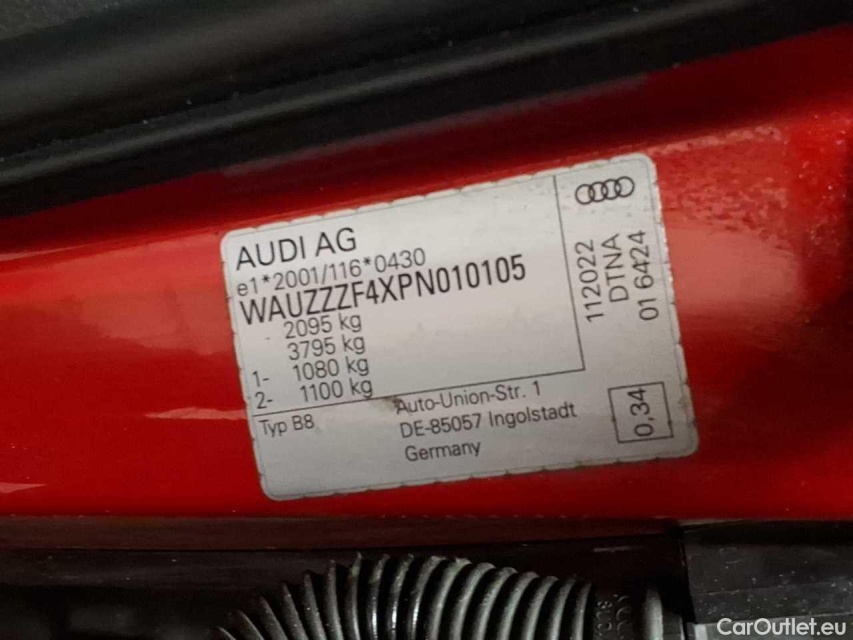 AUDI AG
e1*2001/116*0430
WAUZZZF4XPN010105
- 2095 kg
3795 kg
1- 1080 kg
2- 1100 kg
Typ B8
Auto-Union-Str. 1
DE-85057 Ingolstadt
Germany
112022
DTNA
01 6424
0,34
CarOutlet.eu